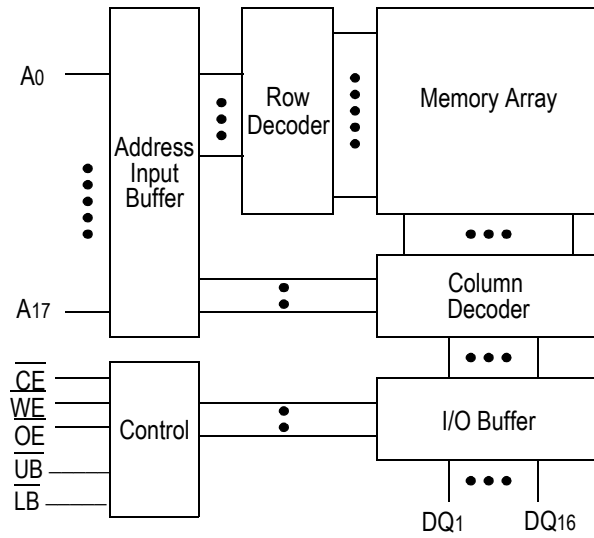 A0
A17
Address
Input
Buffer
Row
Decoder
Memory Array
Column
Decoder
CE
WE
OE
UB
LB
Control
I/O Buffer
DQ1
DQ16